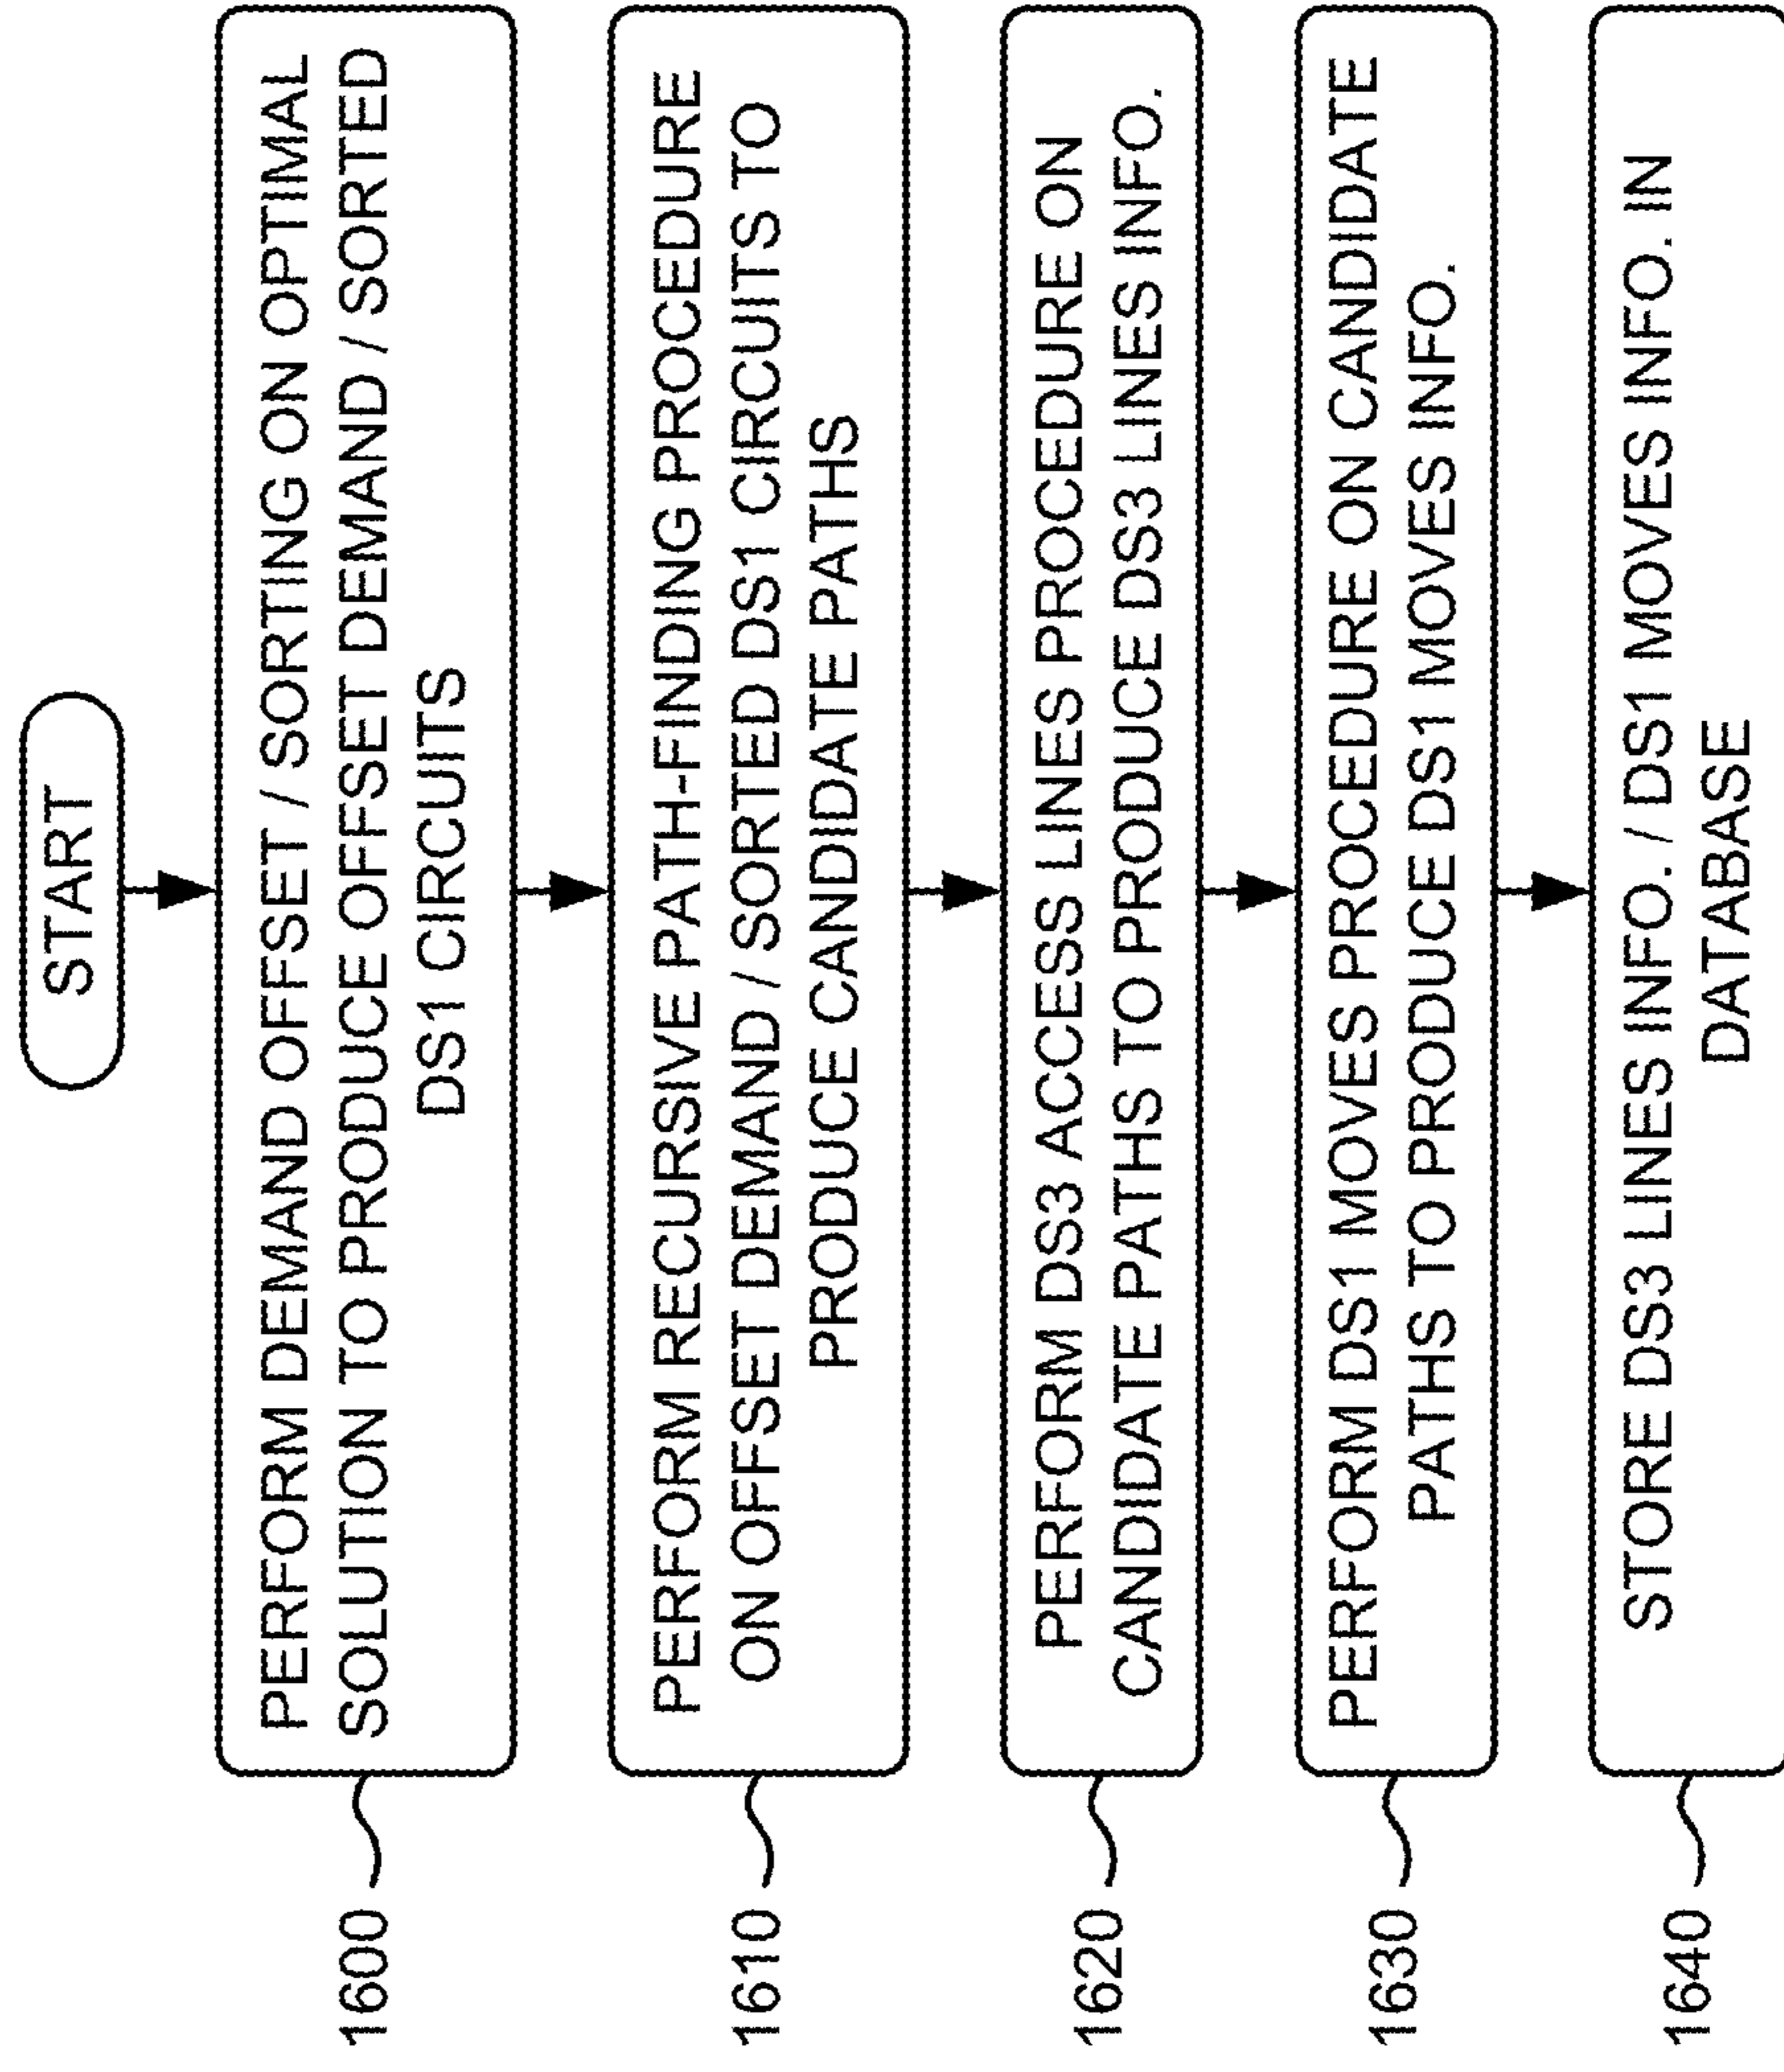 START
1600
PERFORM DEMAND OFFSET / SORTING ON OPTIMAL
SOLUTION TO PRODUCE OFFSET DEMAND / SORTED
DS1 CIRCUITS
1610
PERFORM RECURSIVE PATH-FINDING PROCEDURE
ON OFFSET DEMAND / SORTED DS1 CIRCUITS TO
PRODUCE CANDIDATE PATHS
1620
PERFORM DS3 ACCESS LINES PROCEDURE ON
CANDIDATE PATHS TO PRODUCE DS3 LINES INFO.
1630
PERFORM DS1 MOVES PROCEDURE ON CANDIDATE
PATHS TO PRODUCE DS1 MOVES INFO.
1640
STORE DS3 LINES INFO. / DS1 MOVES INFO. IN
DATABASE